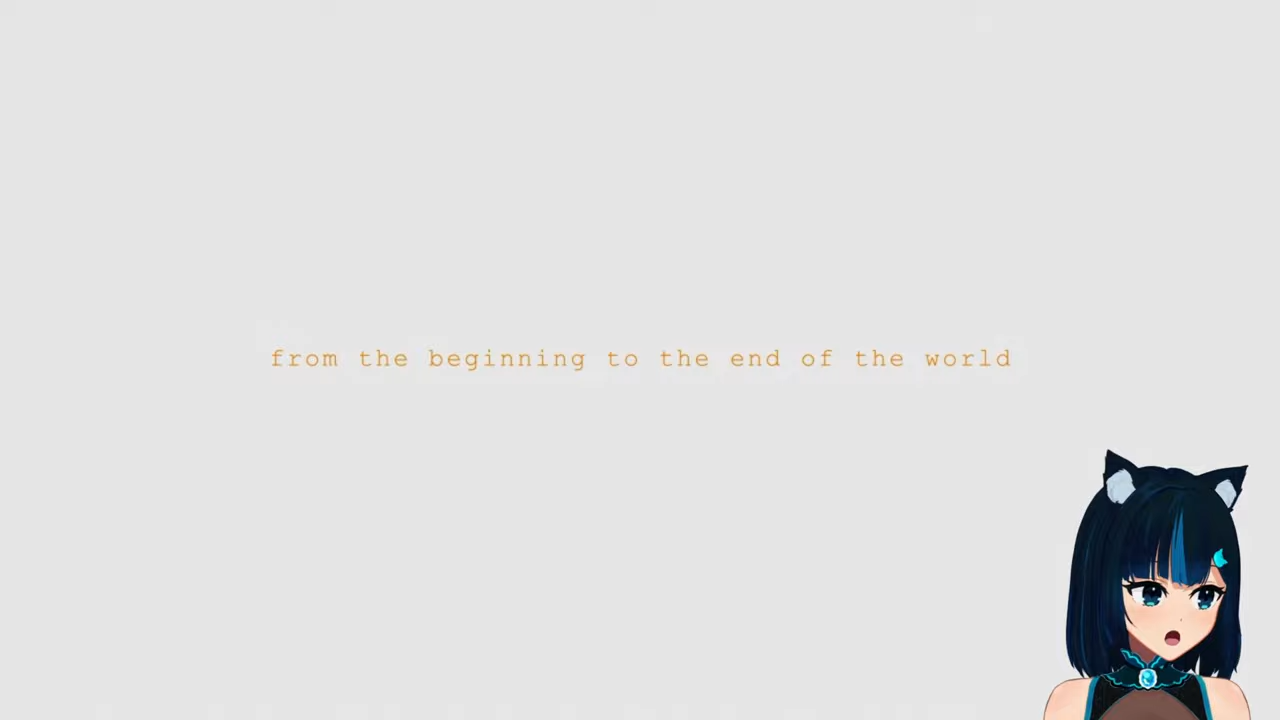 from the beginning to the end of the world